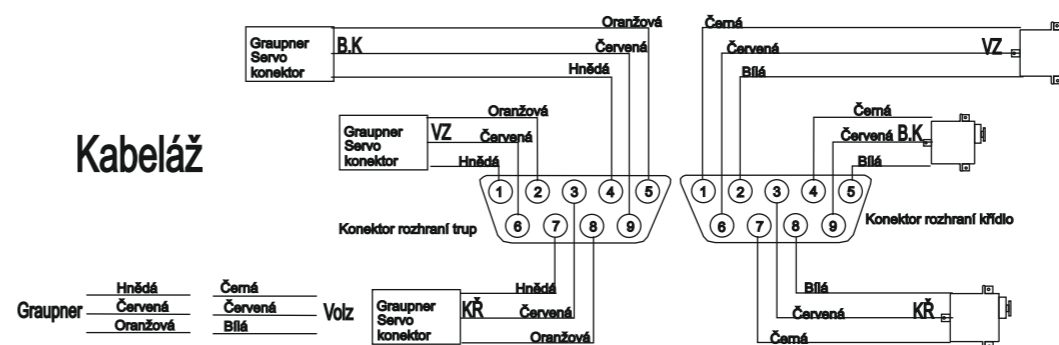 Kabeláž
Graupner
Servo
konektor
B.K
Oranžová
Červená
Hnědá
Graupner
Servo
konektor
VZ
Oranžová
Červená
Hnědá
1 2 3 4 5
6 7 8 9
Konektor rozhraní trup
Graupner
Servo
konektor
KŘ
Hnědá
Červená
Oranžová
Černá
Červená
VZ
Bílá
Černá
Červená
B.K
Bílá
1 2 3 4 5
6 7 8 9
Konektor rozhraní křídlo
Bílá
Červená
KŘ
Černá
Graupner
Hnědá
Červená
Oranžová
Černá
Červená
Bílá
Volz